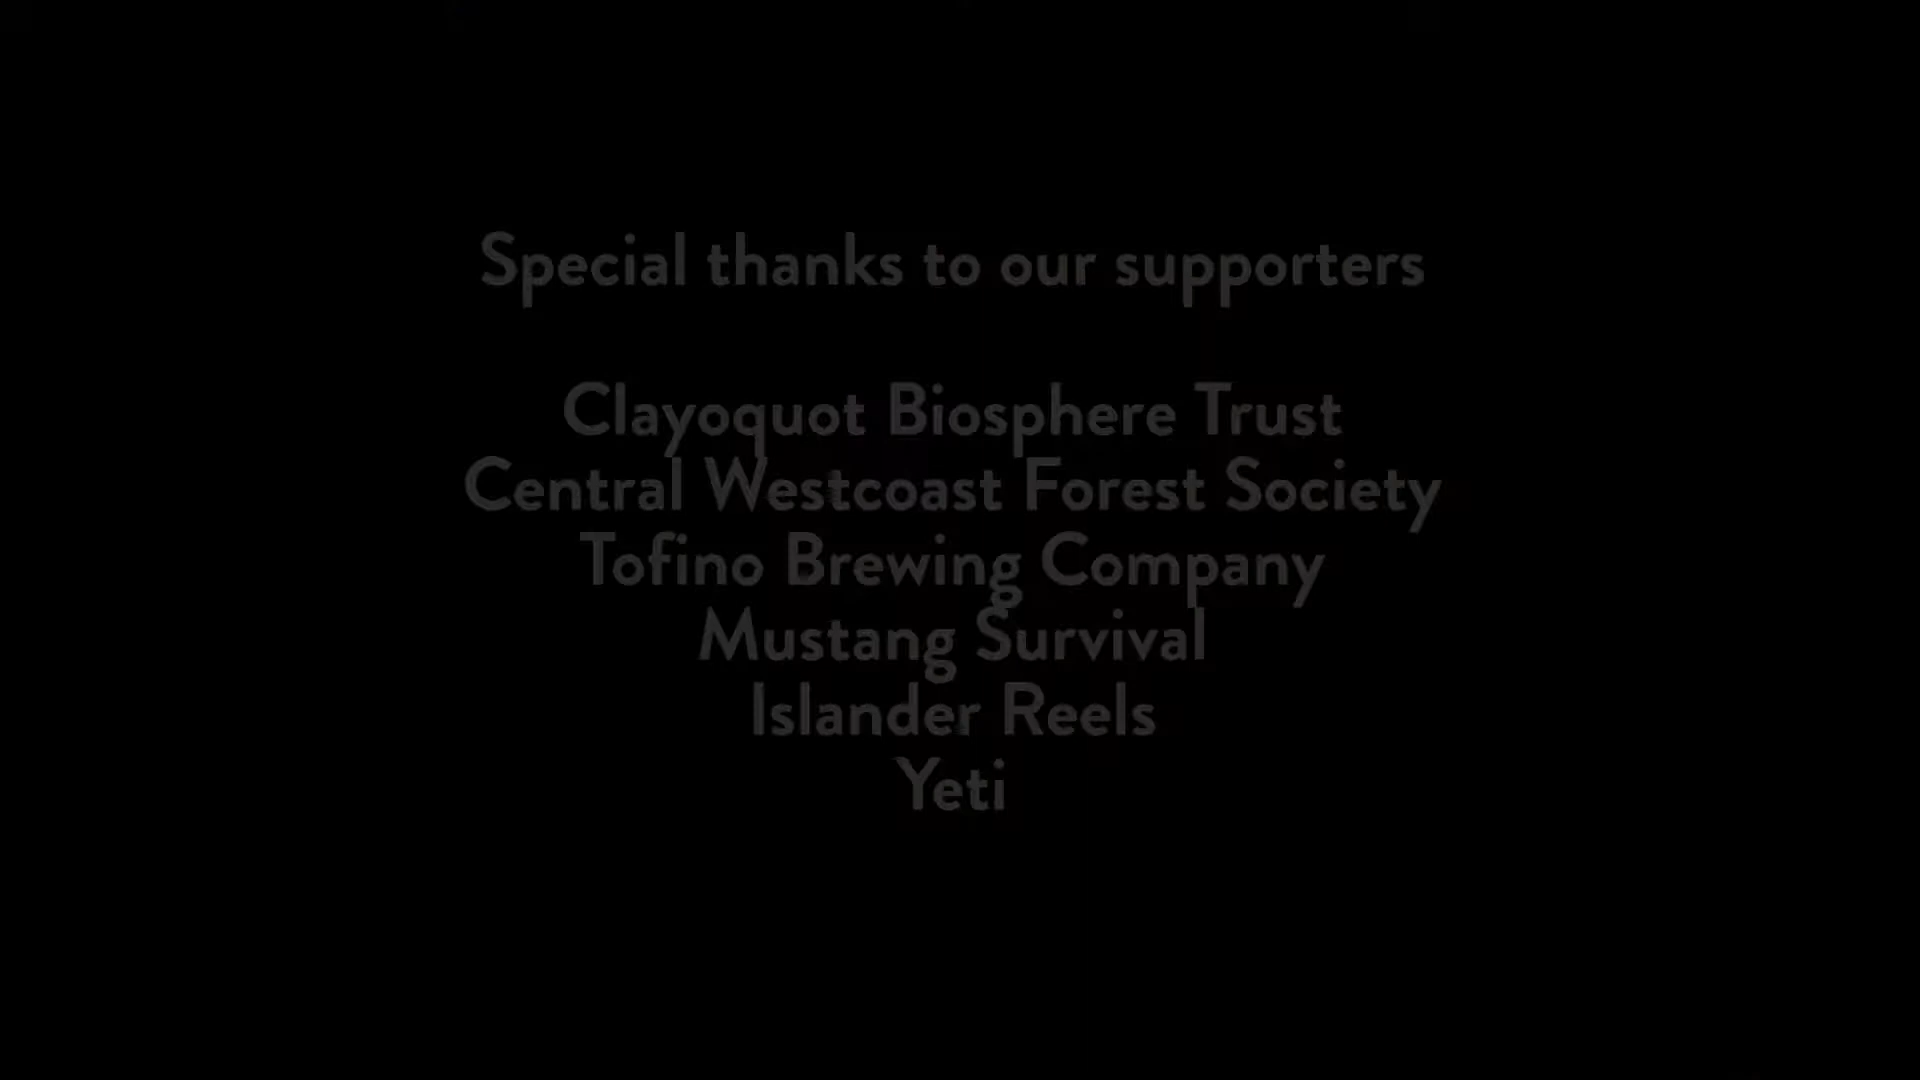 Special thanks to our supporters
Clayoquot Biosphere Trust
Central Westcoast Forest Society
Tofino Brewing Company
Mustang Survival
Islander Reels
Yeti